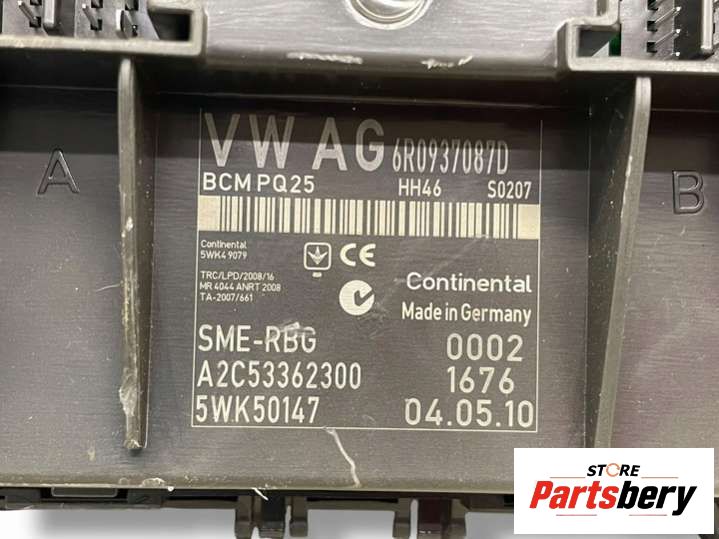 VW AG 6R0937087D
BCM PQ25 HH46 S0207
A
B
Continental
5WK4 9079
TRC/LPD/2008/16
MR 4044 ANRT 2008
TA-2007/661
CE
Continental
Made in Germany
SME-RBG 0002
A2C53362300 1676
5WK50147 04.05.10
STORE
Partsbery